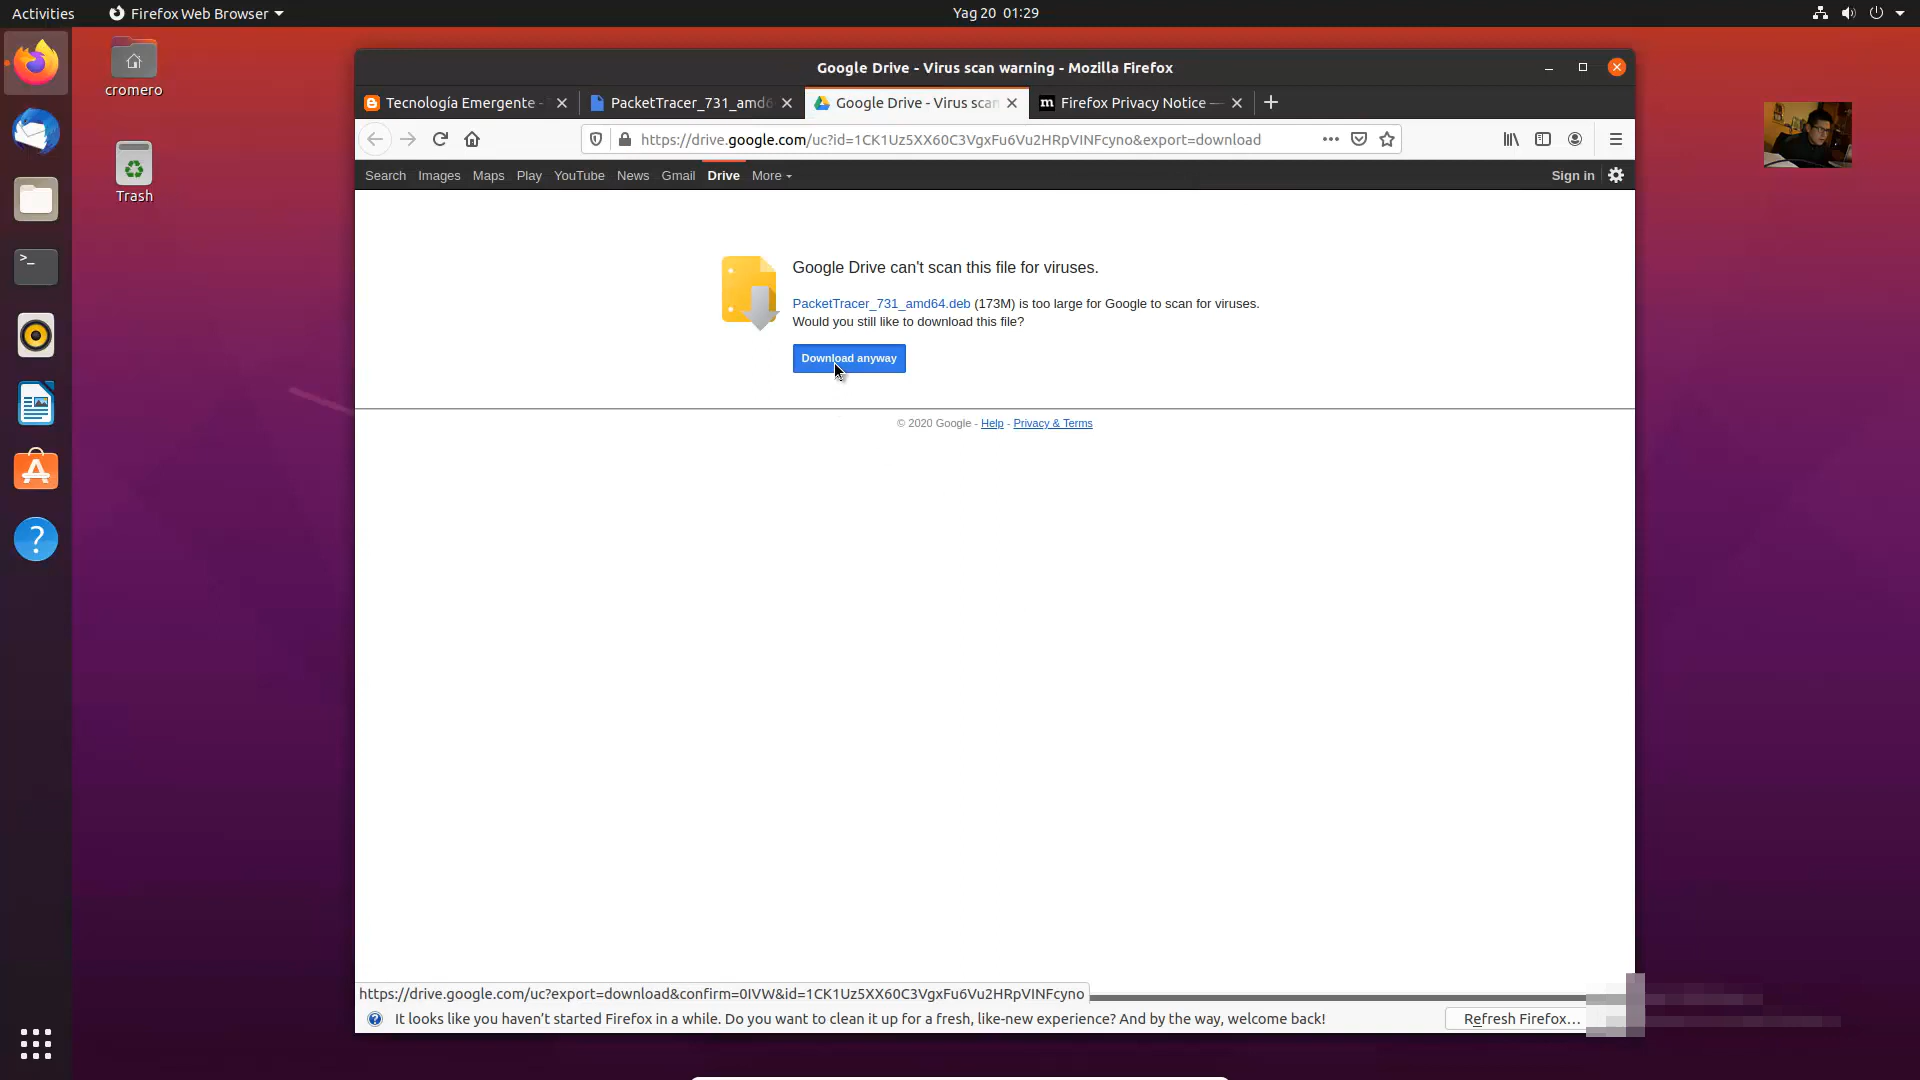 Activities
Firefox Web Browser
Yag 20 01:29
cromero
Trash
Google Drive - Virus scan warning - Mozilla Firefox
Tecnología Emergente -
PacketTracer_731_amd6
Google Drive - Virus scan
Firefox Privacy Notice —
https://drive.google.com/uc?id=1CK1Uz5XX60C3VgxFu6Vu2HRpVINFcyno&export=download
Search Images Maps Play YouTube News Gmail Drive More
Sign in
Google Drive can't scan this file for viruses.
PacketTracer_731_amd64.deb (173M) is too large for Google to scan for viruses.
Would you still like to download this file?
Download anyway
© 2020 Google - Help - Privacy & Terms
https://drive.google.com/uc?export=download&confirm=0IVW&id=1CK1Uz5XX60C3VgxFu6Vu2HRpVINFcyno
It looks like you haven't started Firefox in a while. Do you want to clean it up for a fresh, like-new experience? And by the way, welcome back!
Refresh Firefox…